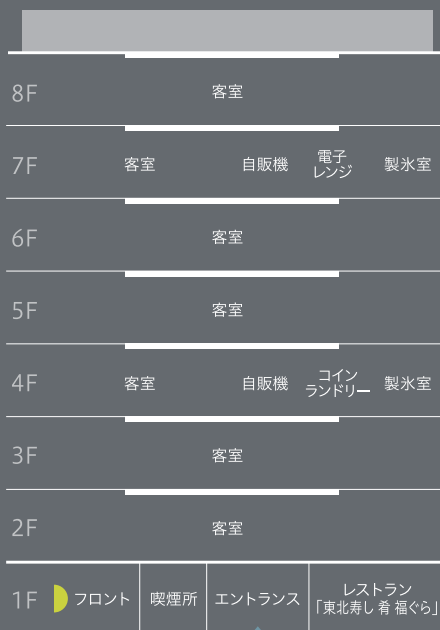 8F 客室
7F 客室 自販機 電子
レンジ 製氷室
6F 客室
5F 客室
4F 客室 自販機 コイン
ランドリー 製氷室
3F 客室
2F 客室
1F フロント 喫煙所 エントランス レストラン
「東北寿し 肴 福ぐら」